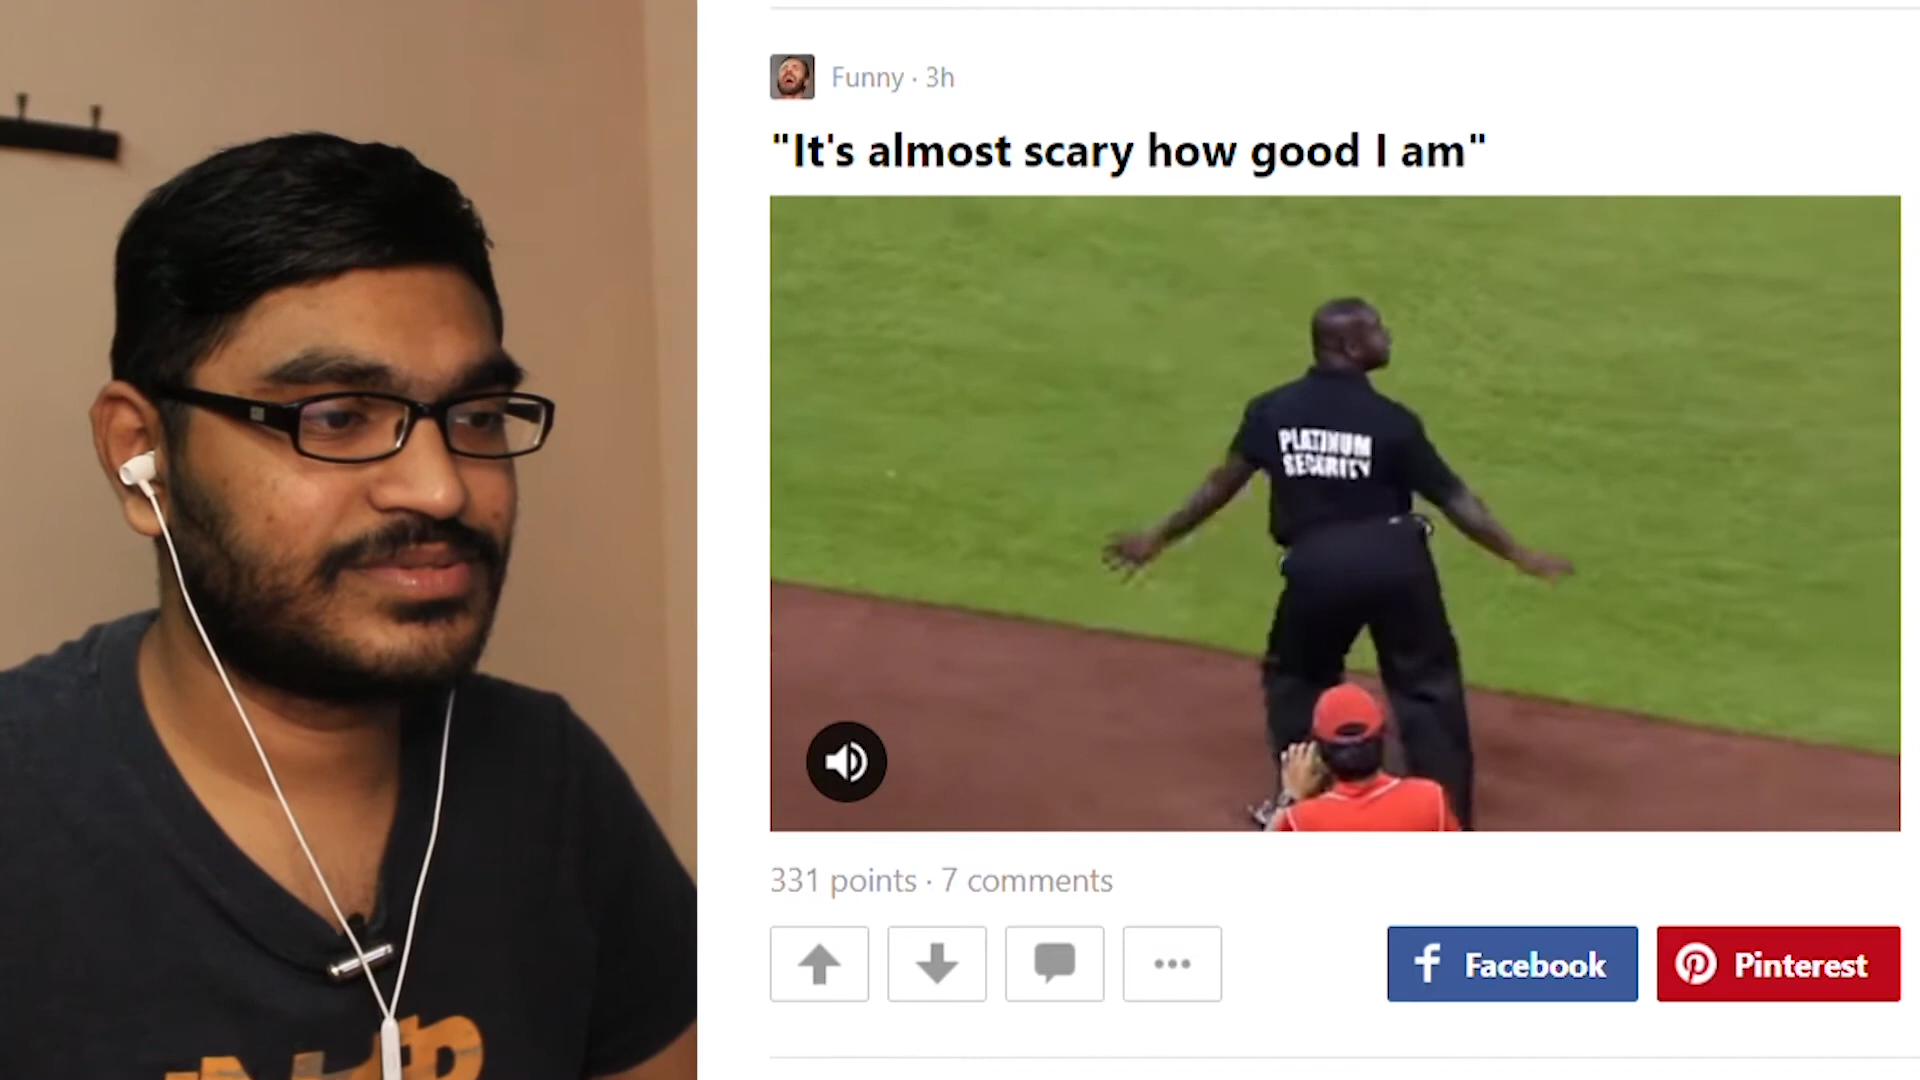 Funny · 3h
"It's almost scary how good I am"
PLATINUM
SECURITY
331 points · 7 comments
Facebook
Pinterest